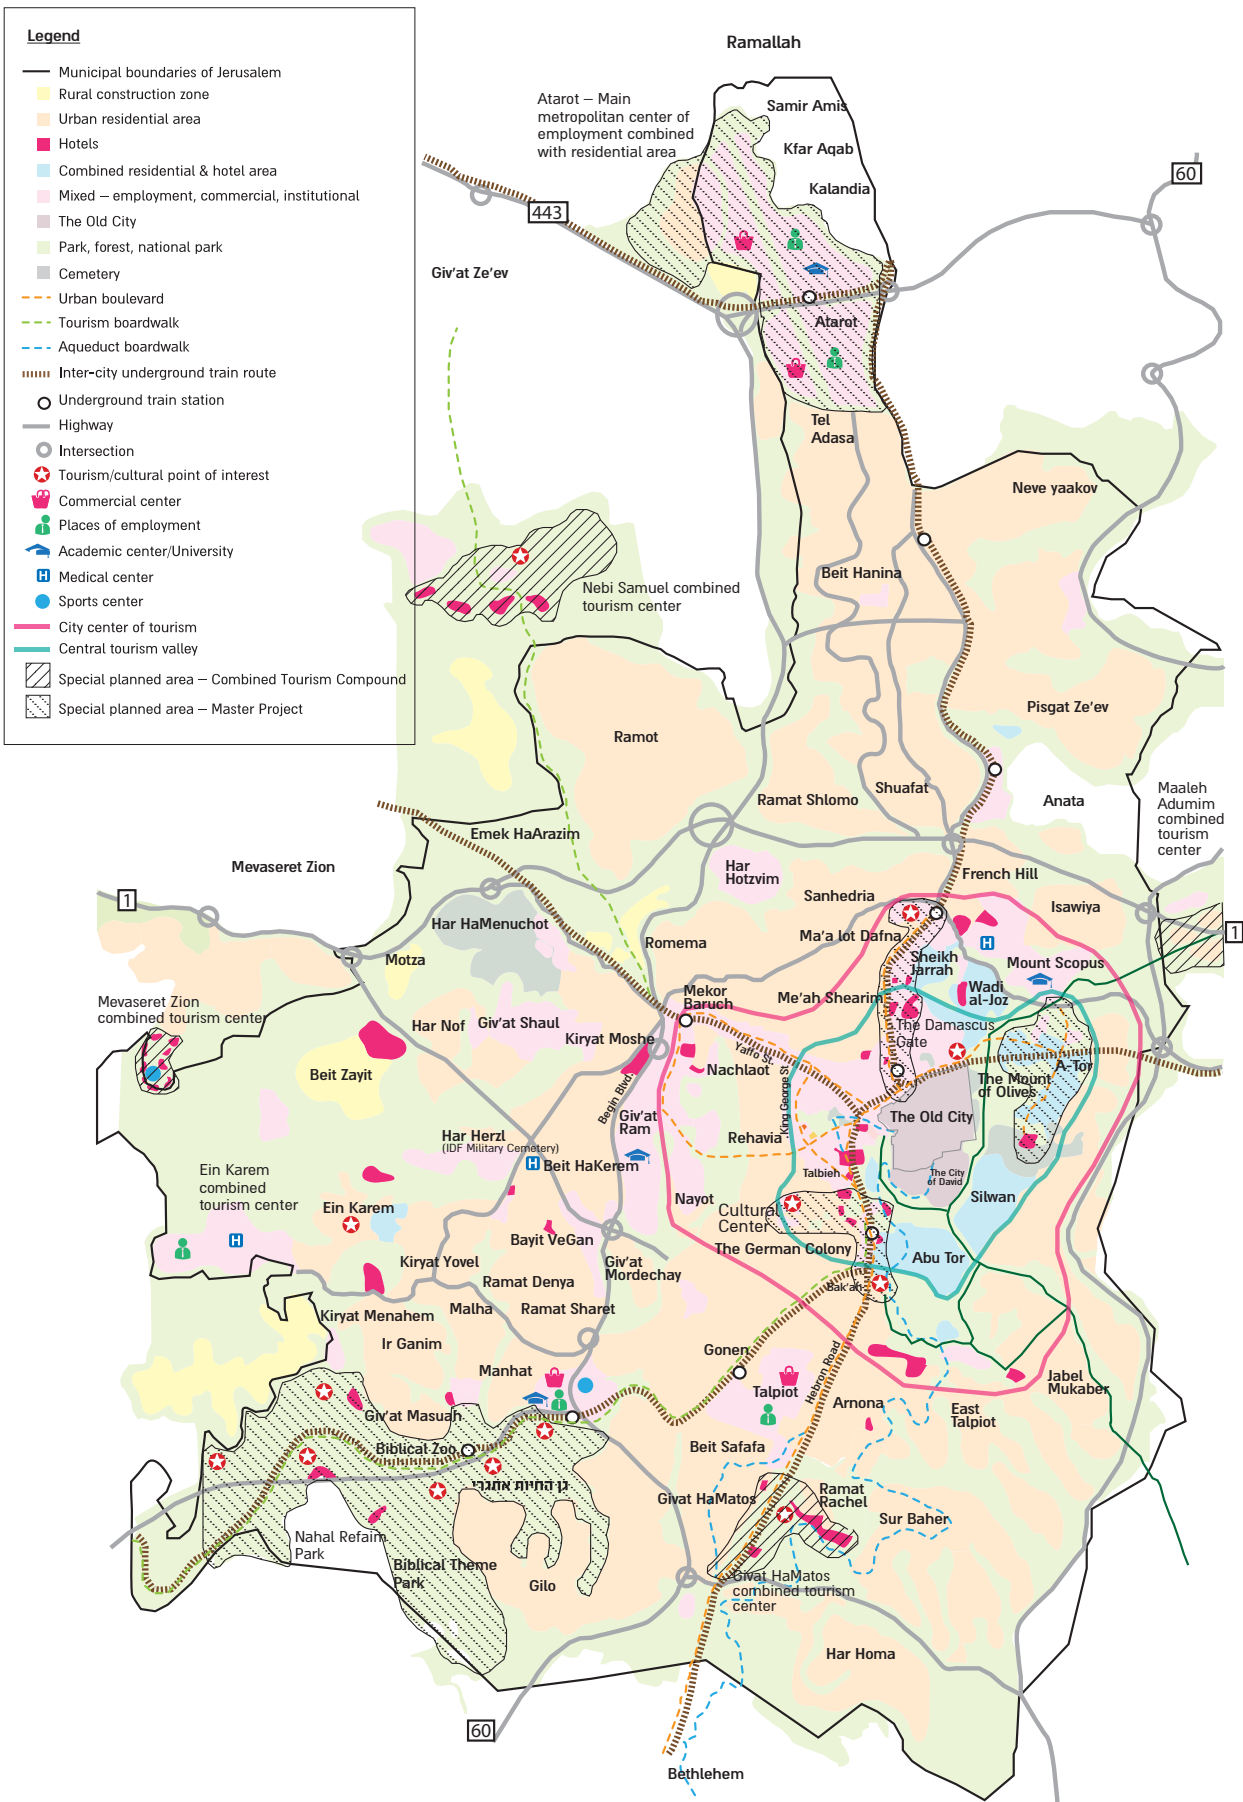 Legend
Municipal boundaries of Jerusalem
Rural construction zone
Urban residential area
Hotels
Combined residential & hotel area
Mixed – employment, commercial, institutional
The Old City
Park, forest, national park
Cemetery
Urban boulevard
Tourism boardwalk
Aqueduct boardwalk
Inter-city underground train route
Underground train station
Highway
Intersection
Tourism/cultural point of interest
Commercial center
Places of employment
Academic center/University
Medical center
Sports center
City center of tourism
Central tourism valley
Special planned area – Combined Tourism Compound
Special planned area – Master Project
Ramallah
Atarot – Main
metropolitan center of
employment combined
with residential area
Samir Amis
Kfar Aqab
Kalandia
60
443
Giv'at Ze'ev
Atarot
Tel
Adasa
Neve yaakov
Beit Hanina
Nebi Samuel combined
tourism center
Pisgat Ze'ev
Ramot
Shuafat
Ramat Shlomo
Anata
Maaleh
Adumim
combined
tourism
center
Emek HaArazim
Mevaseret Zion
Har
Hotzvim
French Hill
Sanhedria
Isawiya
1
Har HaMenuchot
Romema
Ma'a lot Dafna
1
Motza
Sheikh
Jarrah
Mount Scopus
Mevaseret Zion
combined tourism center
Mekor
Baruch
Me'ah Shearim
Wadi
al-Joz
Har Nof
Giv'at Shaul
Kiryat Moshe
The Damascus
Gate
Yaffo St.
Beit Zayit
Nachlaot
A-Tor
The Mount
of Olives
Begin Blvd.
King George St.
Giv'at
Ram
The Old City
Har Herzl
(IDF Military Cemetery)
Rehavia
Beit HaKerem
Talbieh
The City
of David
Ein Karem
combined
tourism center
Nayot
Silwan
Ein Karem
Cultural
Center
Bayit VeGan
The German Colony
Abu Tor
Kiryat Yovel
Giv'at
Mordechay
Ramat Denya
Bak'ah
Kiryat Menahem
Malha
Ramat Sharet
Ir Ganim
Gonen
Hebron Road
Manhat
Talpiot
Jabel
Mukaber
Arnona
East
Talpiot
Giv'at Masuah
Biblical Zoo
Beit Safafa
גן החיות אתגרי
Givat HaMatos
Ramat
Rachel
Sur Baher
Nahal Refaim
Park
Biblical Theme
Park
Gilo
Givat HaMatos
combined tourism
center
Har Homa
60
Bethlehem